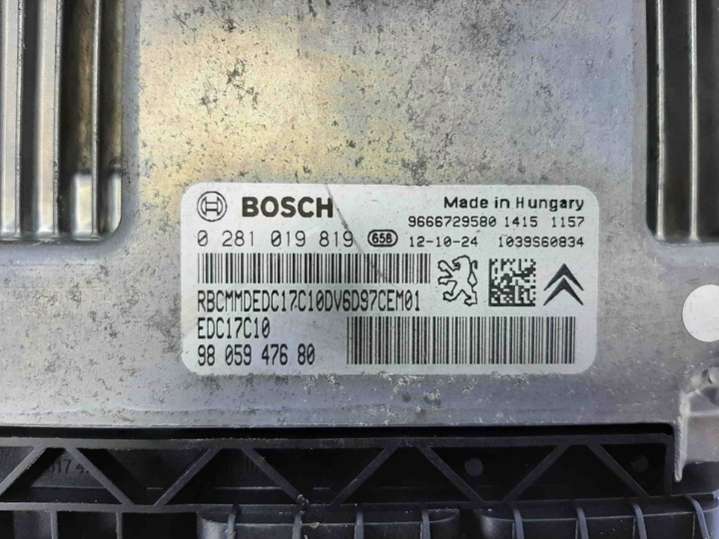 BOSCH
Made in Hungary
9666729580 1415 1157
0 281 019 819 658 12-10-24 1039S60834
RBCMMDEDC17C10DV6D97CEM01
EDC17C10
98 059 476 80